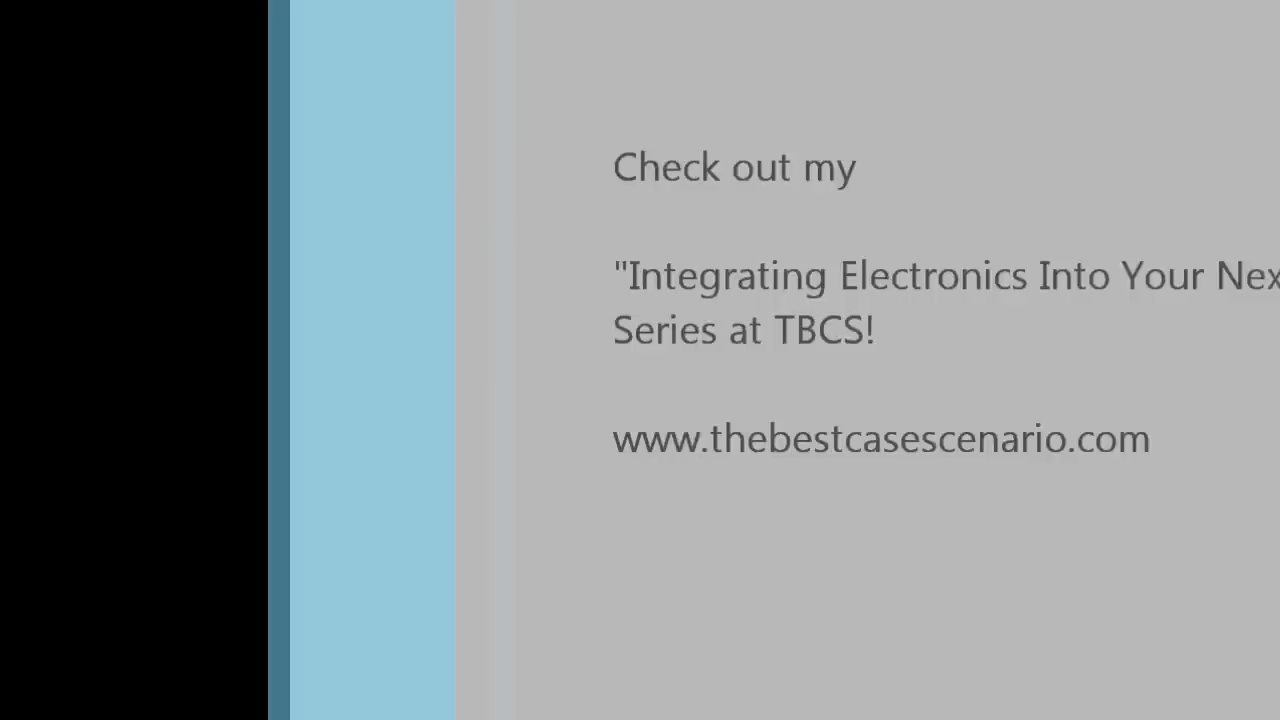 Check out my
"Integrating Electronics Into Your
Series at TBCS!
www.thebestcasescenario.com